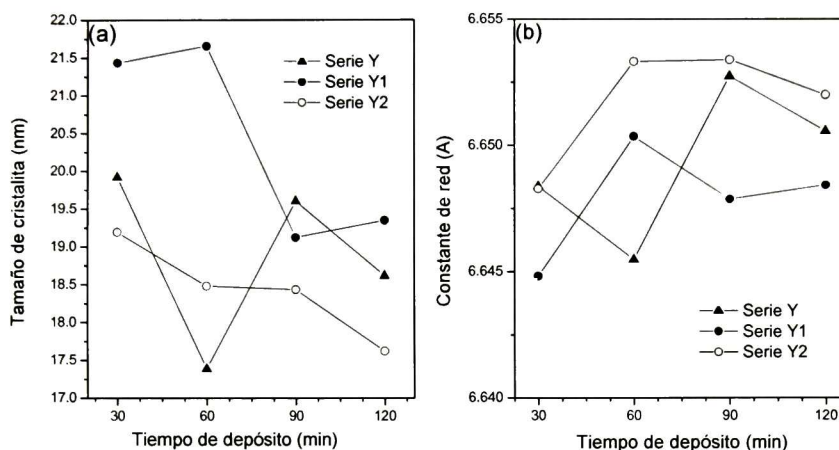 (a)
Serie Y
Serie Y1
Serie Y2
22.0
21.5
21.0
20.5
20.0
19.5
19.0
18.5
18.0
17.5
17.0
30
60
90
120
Tamaño de cristalita (nm)
Tiempo de depósito (min)
(b)
6.655
6.650
6.645
6.640
30
60
90
120
Constante de red (A)
Serie Y
Serie Y1
Serie Y2
Tiempo de depósito (min)